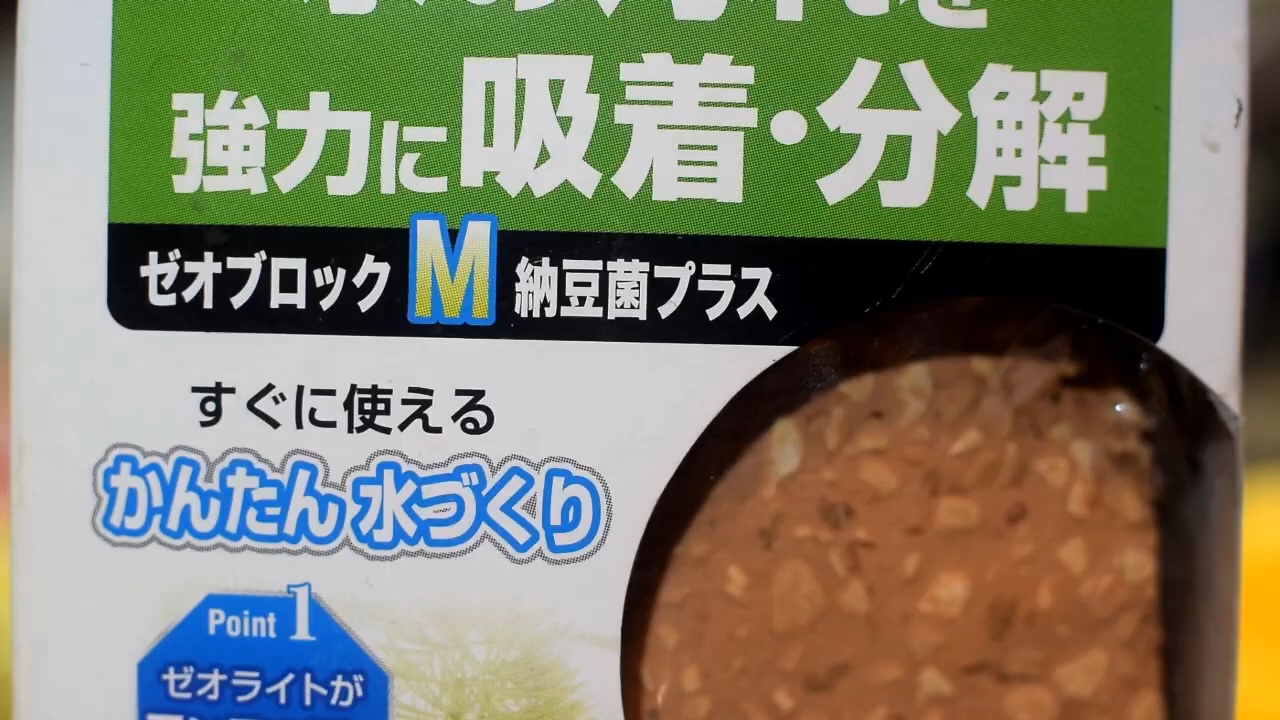 強力に吸着・分解
ゼオブロックM 納豆菌プラス
すぐに使える
かんたん水づくり
Point 1
ゼオライトが